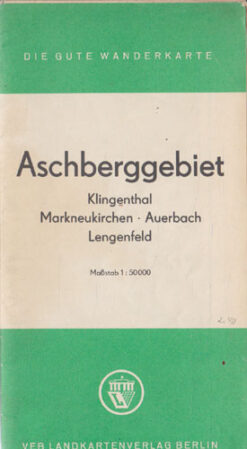 DIE GUTE WANDERKARTE
Aschberggebiet
Klingenthal
Markneukirchen · Auerbach
Lengenfeld
Maßstab 1 : 50000
VEB LANDKARTENVERLAG BERLIN